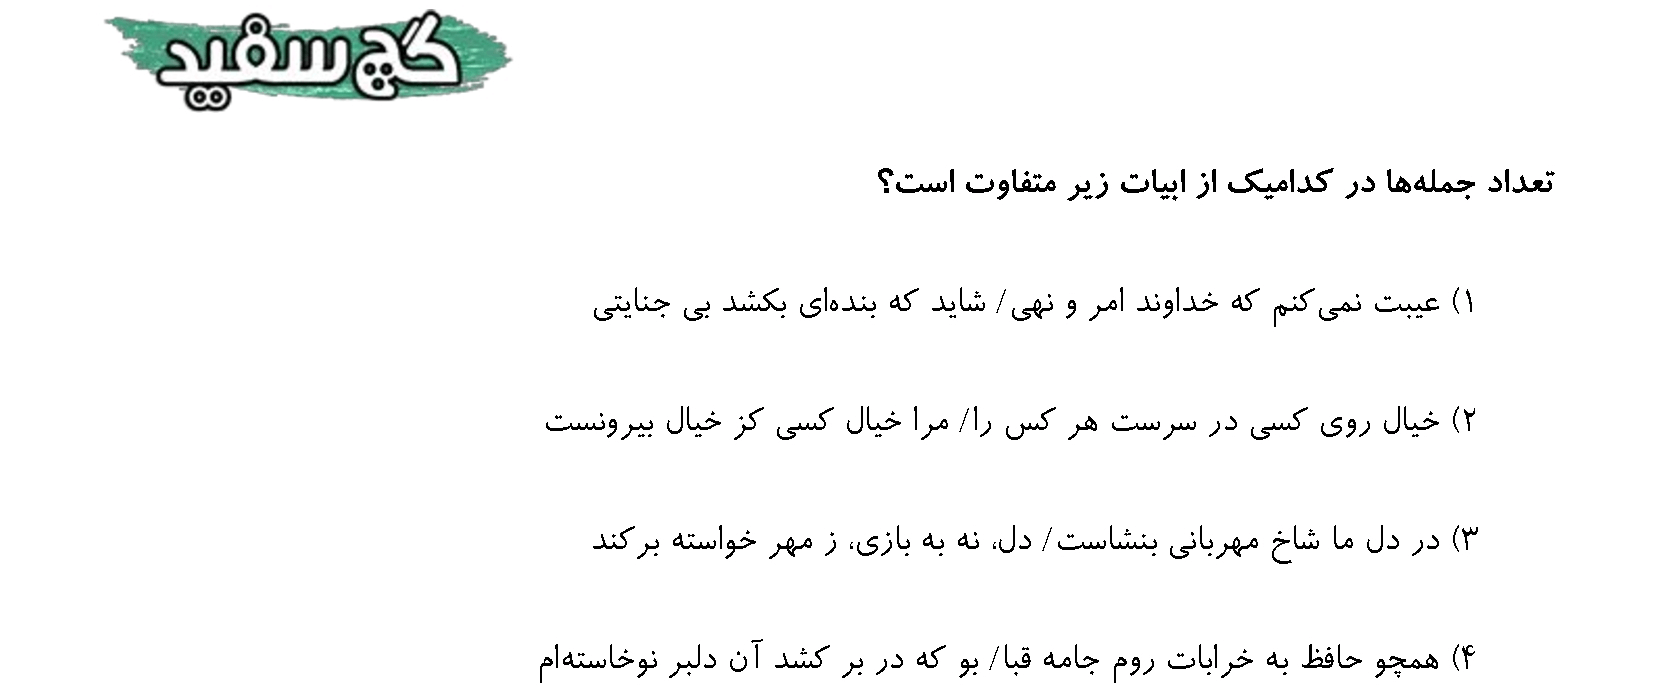 گچ سفید
تعداد جمله‌ها در کدامیک از ابیات زیر متفاوت است؟
۱) عیبت نمی‌کنم که خداوند امر و نهی/ شاید که بنده‌ای بکشد بی جنایتی
۲) خیال روی کسی در سرست هر کس را/ مرا خیال کسی کز خیال بیرونست
۳) در دل ما شاخ مهربانی بنشاست/ دل، نه به بازی، ز مهر خواسته برکند
۴) همچو حافظ به خرابات روم جامه قبا/ بو که در بر کشد آن دلبر نوخاسته‌ام